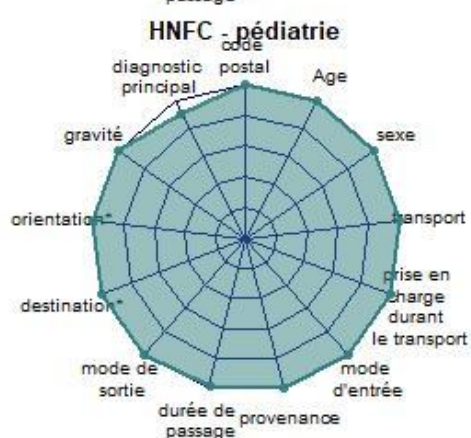 passage
HNFC - pédiatrie
code
postal
Age
sexe
transport
prise en
charge
durant
le transport
mode
d'entrée
provenance
durée de
passage
mode de
sortie
destination*
orientation*
gravité
diagnostic
principal